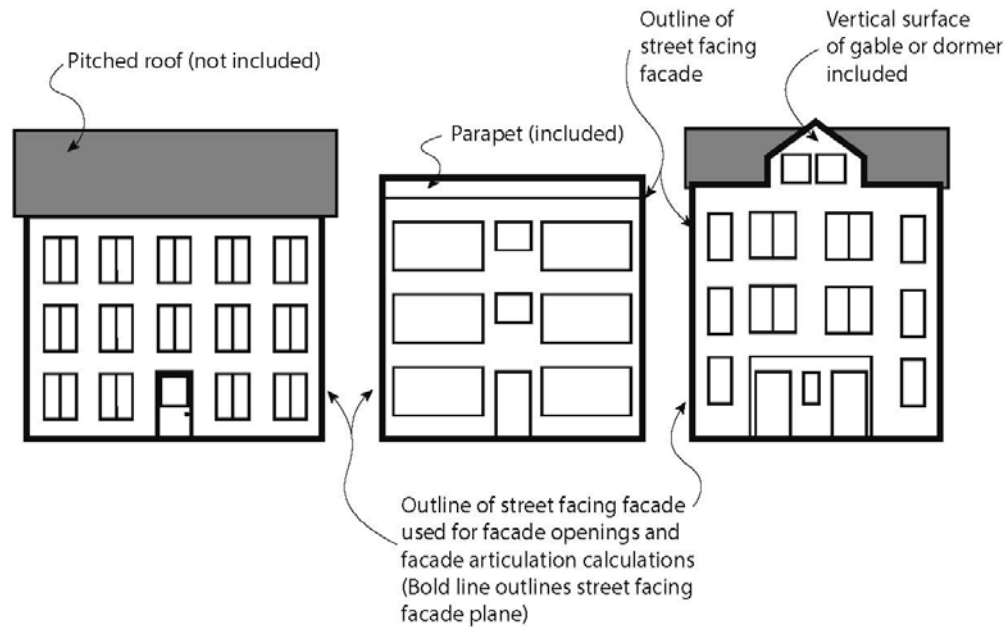 Pitched roof (not included)
Parapet (included)
Outline of
street facing
facade
Vertical surface
of gable or dormer
included
Outline of street facing facade
used for facade openings and
facade articulation calculations
(Bold line outlines street facing
facade plane)